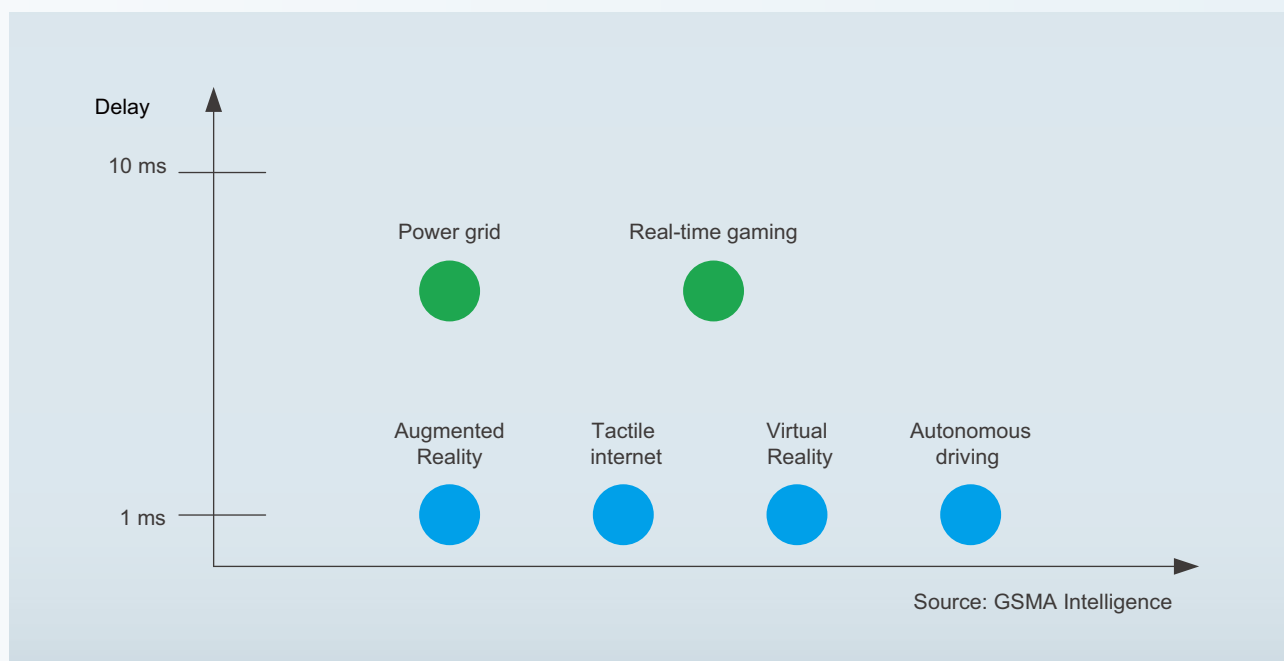 Delay
10 ms
Power grid
Real-time gaming
Augmented
Reality
Tactile
internet
Virtual
Reality
Autonomous
driving
1 ms
Source: GSMA Intelligence